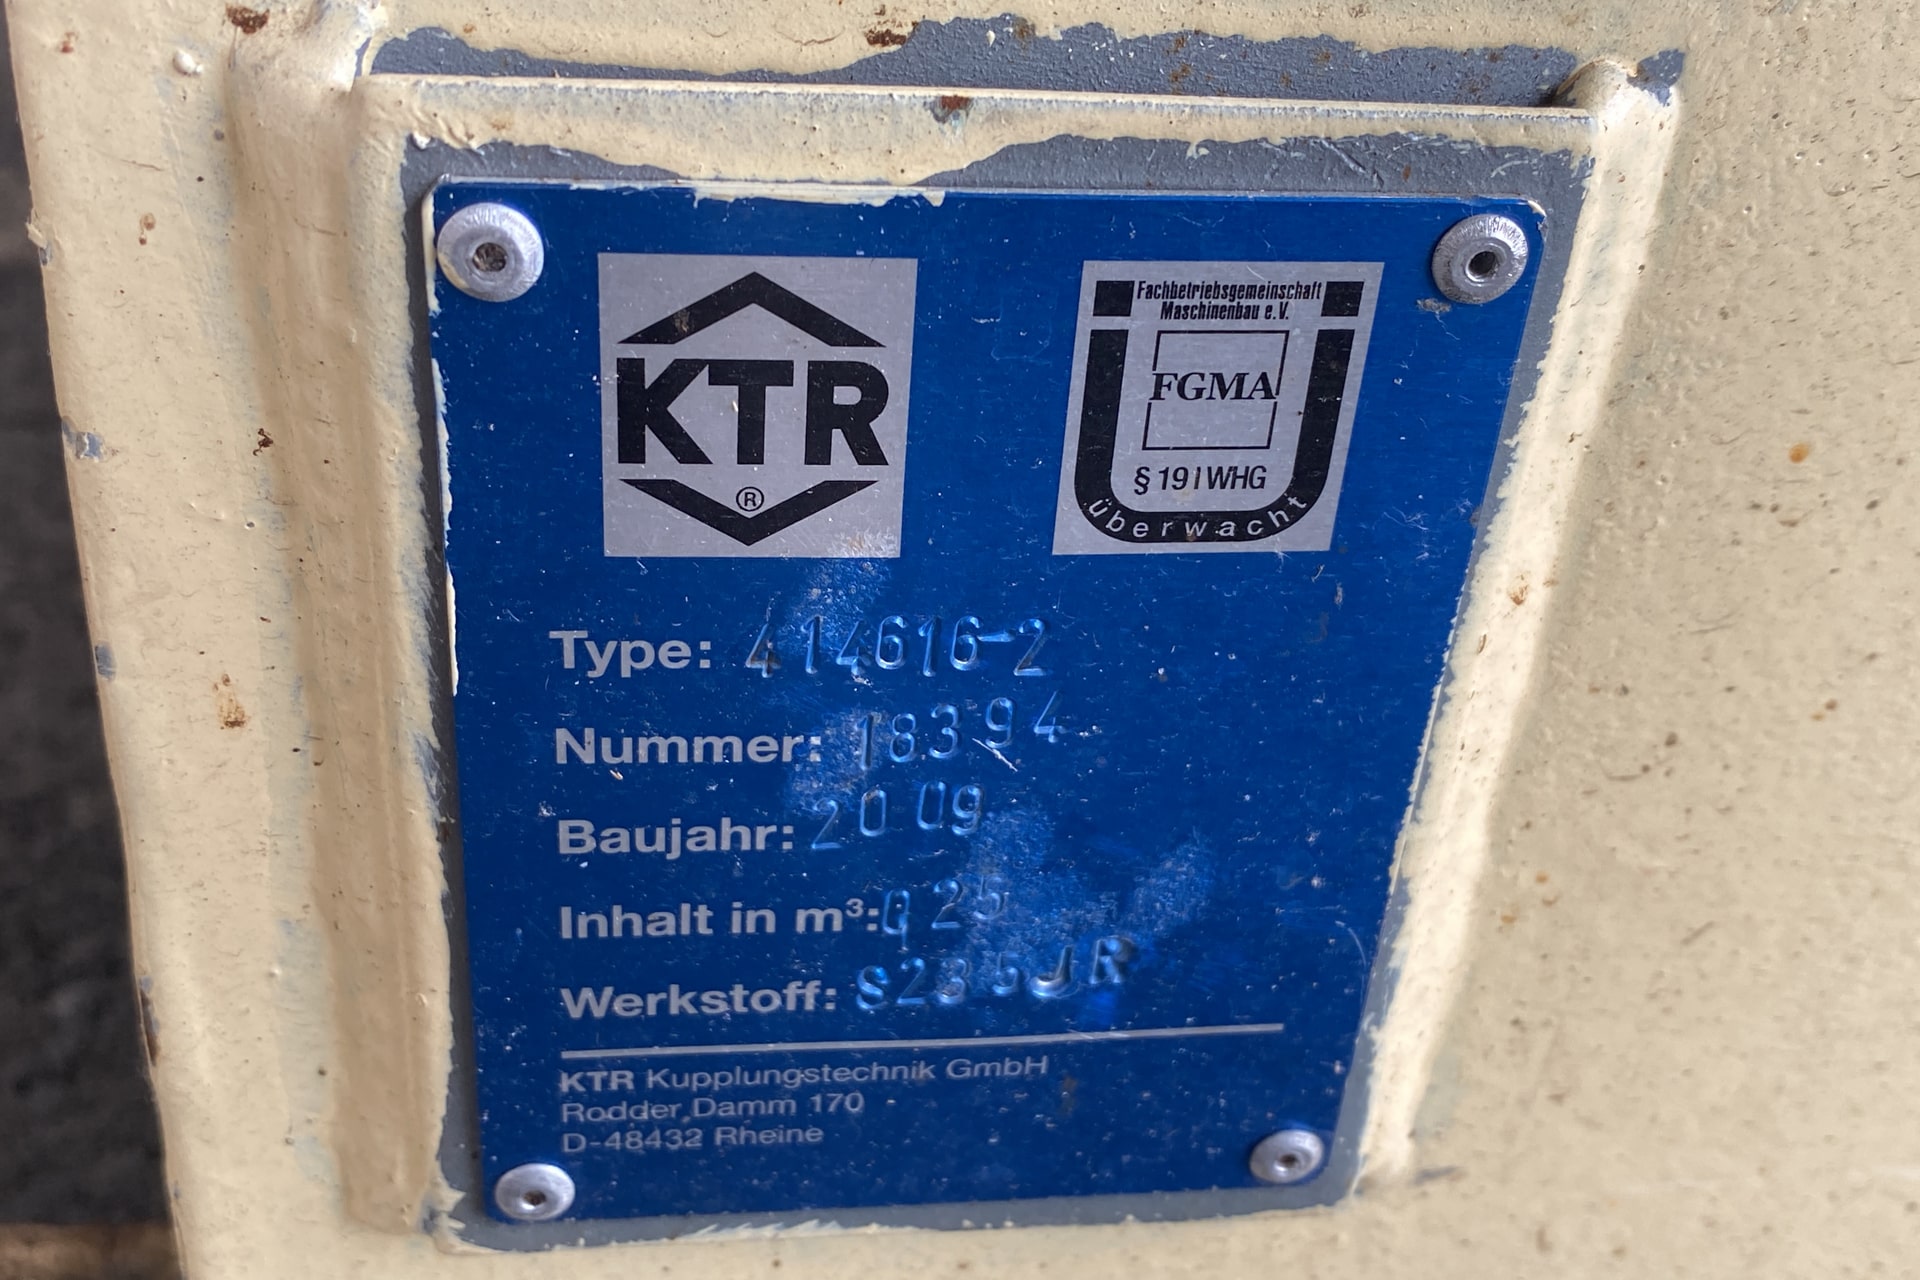 KTR
®
Fachbetriebsgemeinschaft
Maschinenbau e.V.
FGMA
§ 19 I WHG
überwacht
Type: 414616-2
Nummer: 18394
Baujahr: 2009
Inhalt in m³: 0,25
Werkstoff: S235JR
KTR Kupplungstechnik GmbH
Rodder Damm 170
D-48432 Rheine